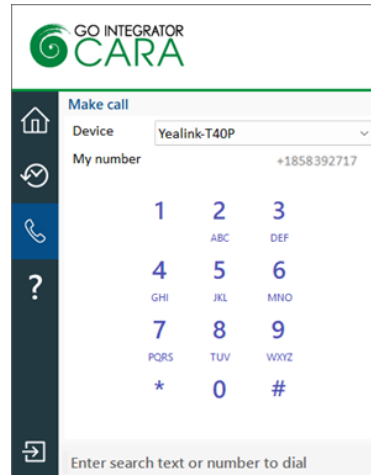 GO INTEGRATOR
CARA
Make call
Device Yealink-T40P
My number +1858392717
1 2 3
ABC DEF
4 5 6
GHI JKL MNO
7 8 9
PQRS TUV WXYZ
* 0 #
?
Enter search text or number to dial